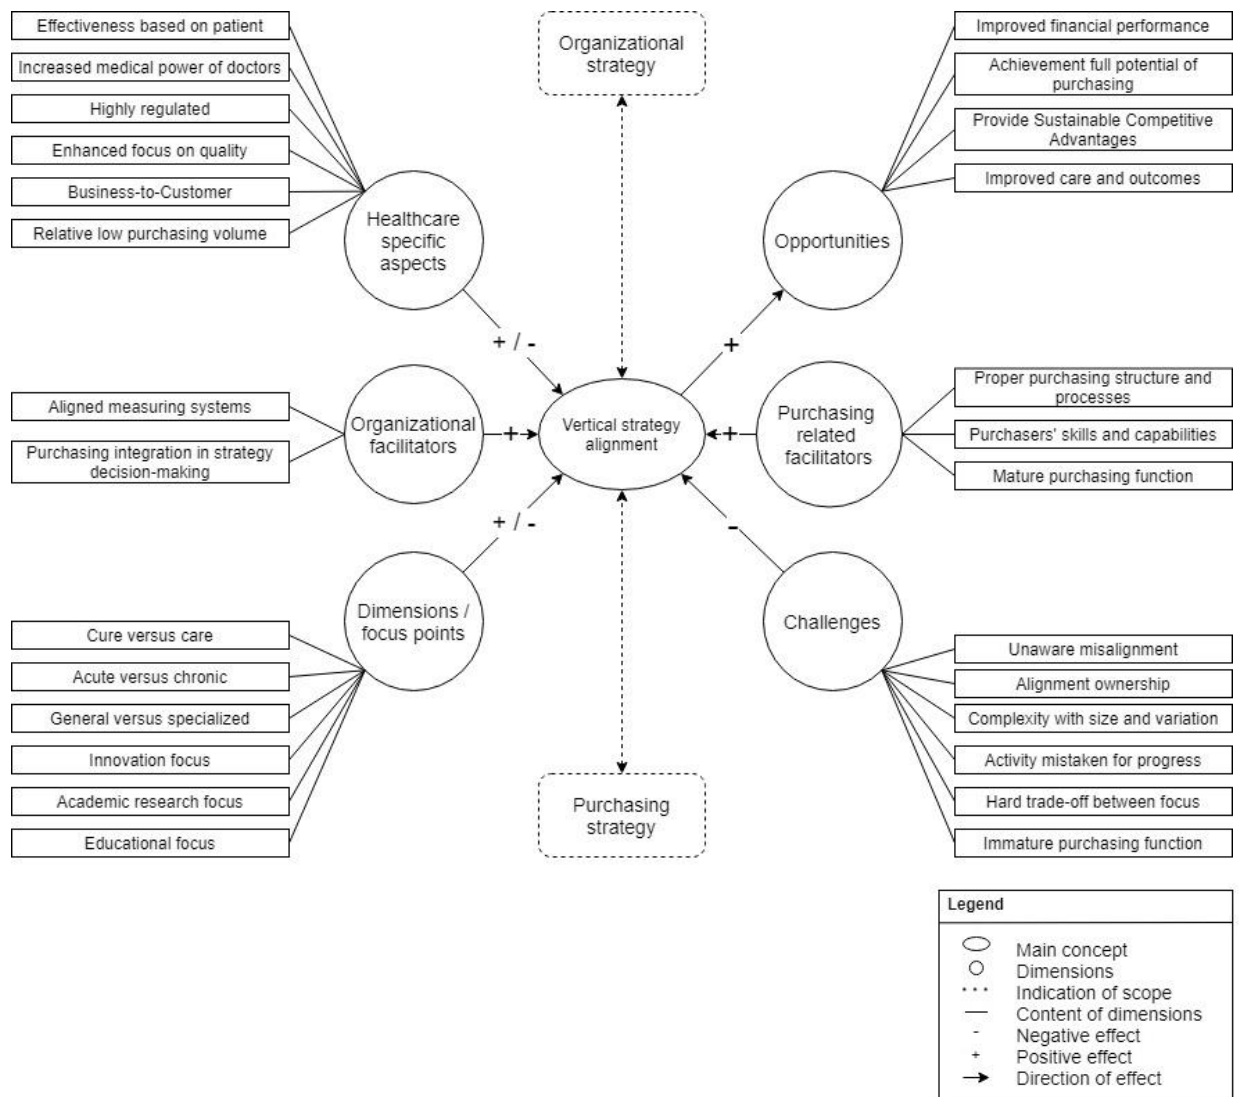 Effectiveness based on patient
Increased medical power of doctors
Highly regulated
Enhanced focus on quality
Business-to-Customer
Relative low purchasing volume
Healthcare
specific
aspects
Organizational
strategy
Improved financial performance
Achievement full potential of
purchasing
Provide Sustainable Competitive
Advantages
Improved care and outcomes
Opportunities
+ / -
+
Aligned measuring systems
Purchasing integration in strategy
decision-making
Organizational
facilitators
+
Vertical strategy
alignment
+
Purchasing
related
facilitators
Proper purchasing structure and
processes
Purchasers' skills and capabilities
Mature purchasing function
+ / -
-
Dimensions /
focus points
Cure versus care
Acute versus chronic
General versus specialized
Innovation focus
Academic research focus
Educational focus
Purchasing
strategy
Challenges
Unaware misalignment
Alignment ownership
Complexity with size and variation
Activity mistaken for progress
Hard trade-off between focus
Immature purchasing function
Legend
Main concept
Dimensions
Indication of scope
Content of dimensions
- Negative effect
+ Positive effect
Direction of effect